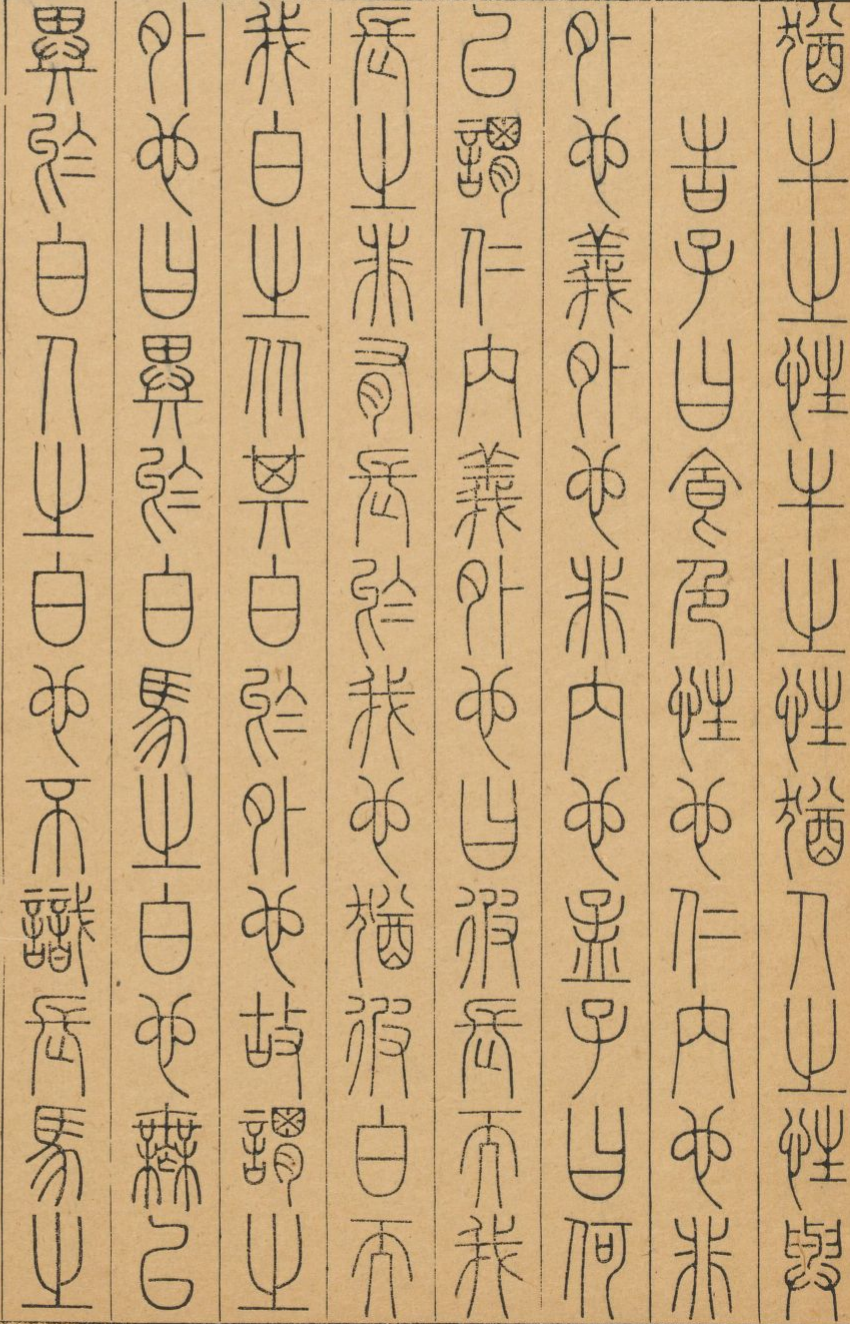 猶牛之性牛之性猶人之性與
告子曰食色性也仁內也非
外也義外也非內也孟子曰何
以謂仁內義外也曰彼長而我
長之非有長於我也猶彼白而
我白之从其白於外也故謂之
外也曰異於白馬之白也無以
異於白人之白也不識長馬之